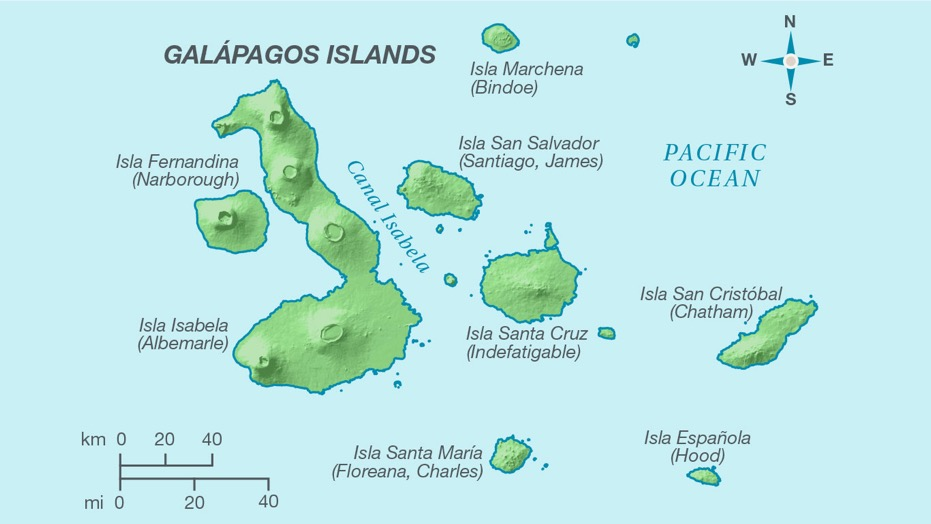 GALÁPAGOS ISLANDS
Isla Marchena
(Bindoe)
N
W
E
S
Isla Fernandina
(Narborough)
Isla San Salvador
(Santiago, James)
PACIFIC
OCEAN
Canal Isabela
Isla Isabela
(Albemarle)
Isla Santa Cruz
(Indefatigable)
Isla San Cristóbal
(Chatham)
Isla Santa María
(Floreana, Charles)
Isla Española
(Hood)
km 0 20 40
mi 0 20 40